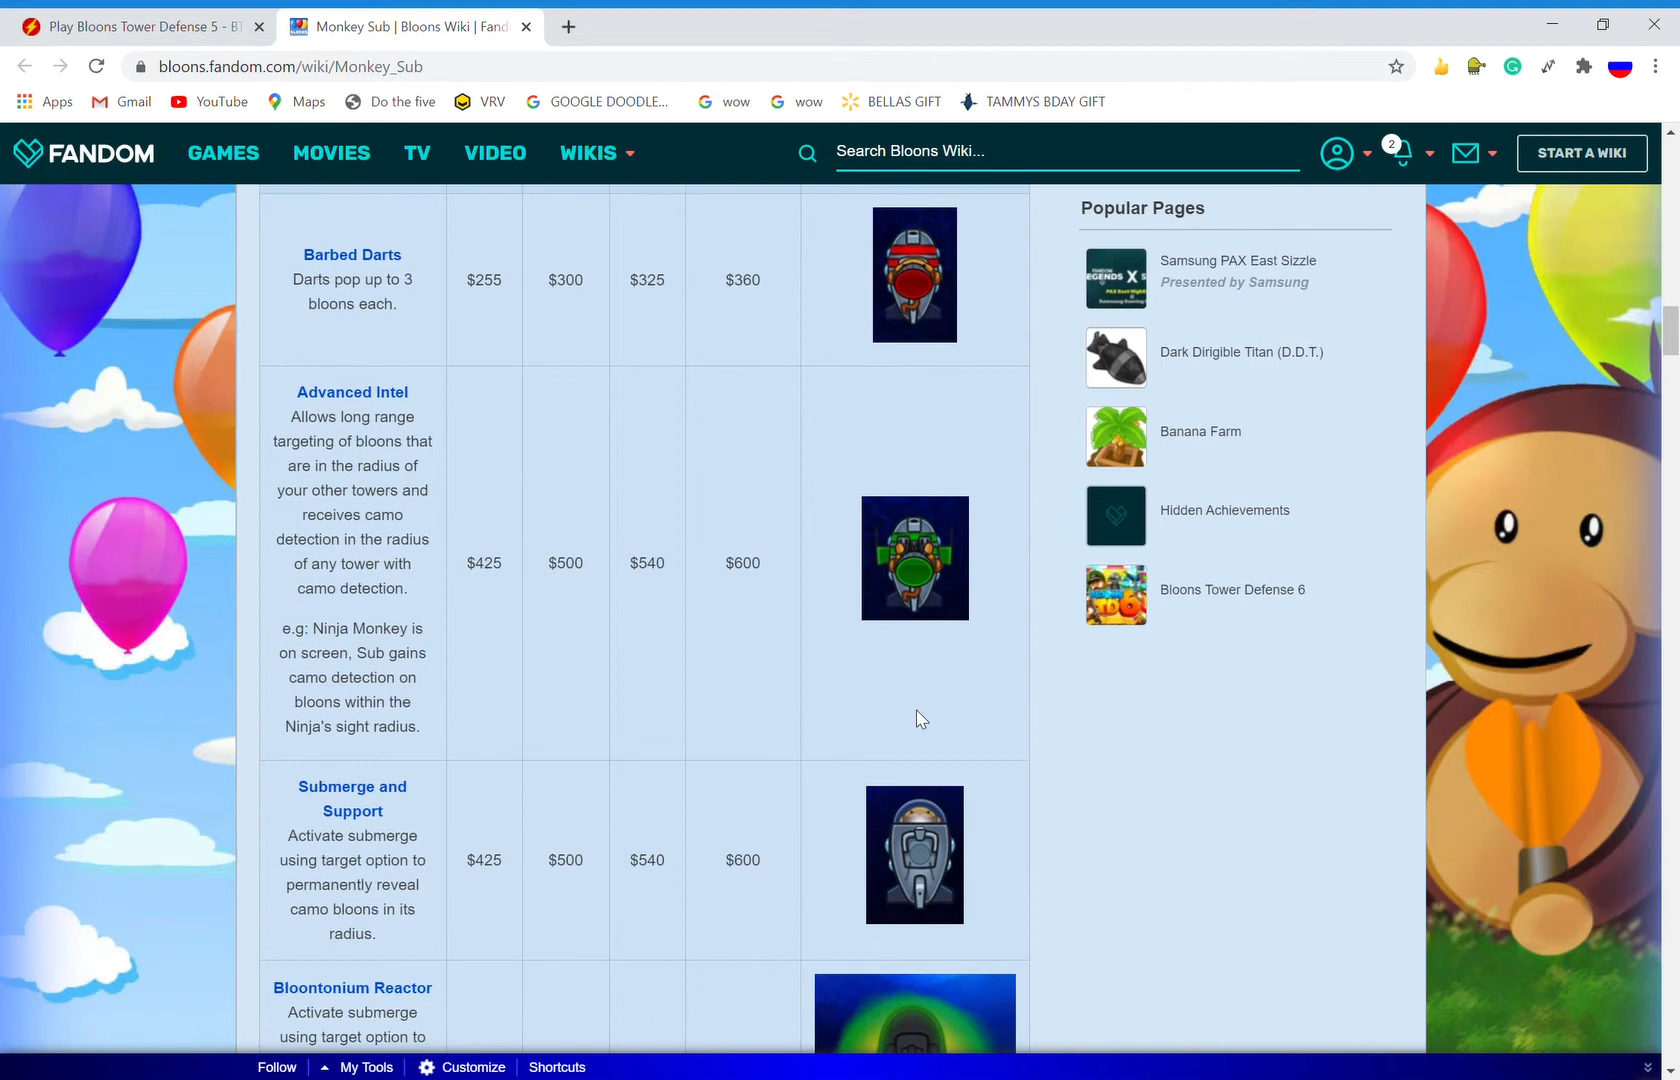 Play Bloons Tower Defense 5 - BT
Monkey Sub | Bloons Wiki | Fand
bloons.fandom.com/wiki/Monkey_Sub
Apps Gmail YouTube Maps Do the five VRV GOOGLE DOODLE... wow wow BELLAS GIFT TAMMYS BDAY GIFT
FANDOM GAMES MOVIES TV VIDEO WIKIS Search Bloons Wiki... 2 START A WIKI
Barbed Darts
Darts pop up to 3
bloons each.
$255 $300 $325 $360
Advanced Intel
Allows long range
targeting of bloons that
are in the radius of
your other towers and
receives camo
detection in the radius
of any tower with
camo detection.
e.g: Ninja Monkey is
on screen, Sub gains
camo detection on
bloons within the
Ninja's sight radius.
$425 $500 $540 $600
Submerge and
Support
Activate submerge
using target option to
permanently reveal
camo bloons in its
radius.
$425 $500 $540 $600
Bloontonium Reactor
Activate submerge
using target option to
Popular Pages
Samsung PAX East Sizzle
Presented by Samsung
Dark Dirigible Titan (D.D.T.)
Banana Farm
Hidden Achievements
Bloons Tower Defense 6
Follow My Tools Customize Shortcuts